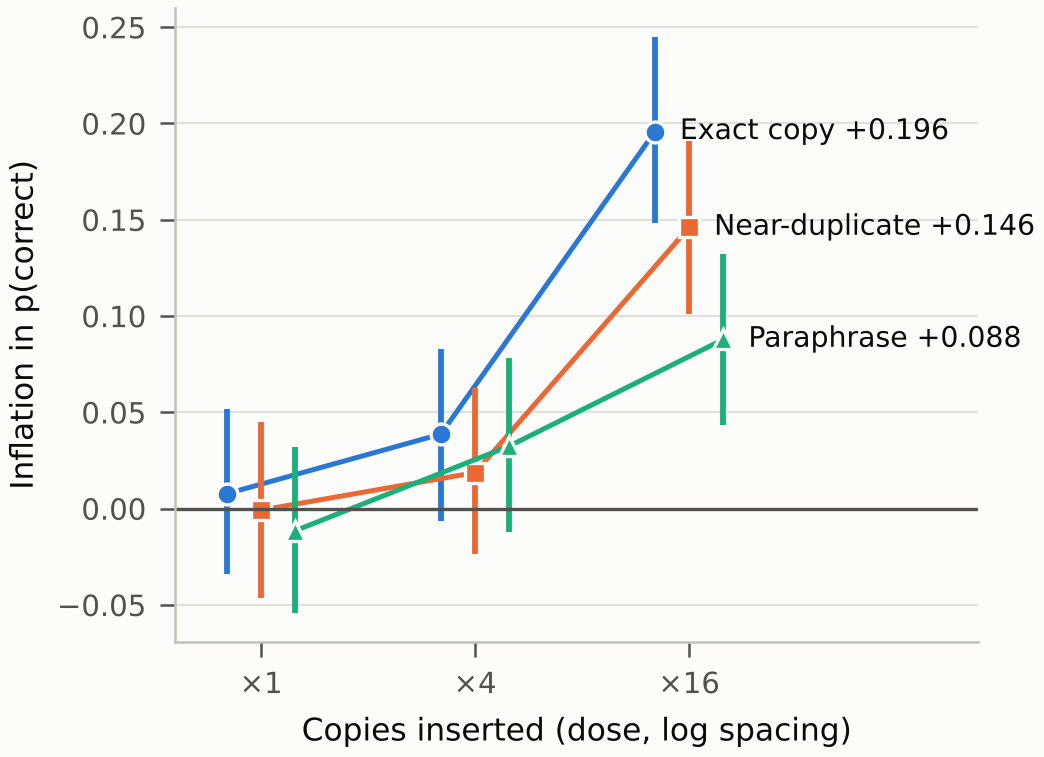 0.25
0.20
0.15
0.10
0.05
0.00
−0.05
Inflation in p(correct)
Exact copy +0.196
Near-duplicate +0.146
Paraphrase +0.088
×1
×4
×16
Copies inserted (dose, log spacing)